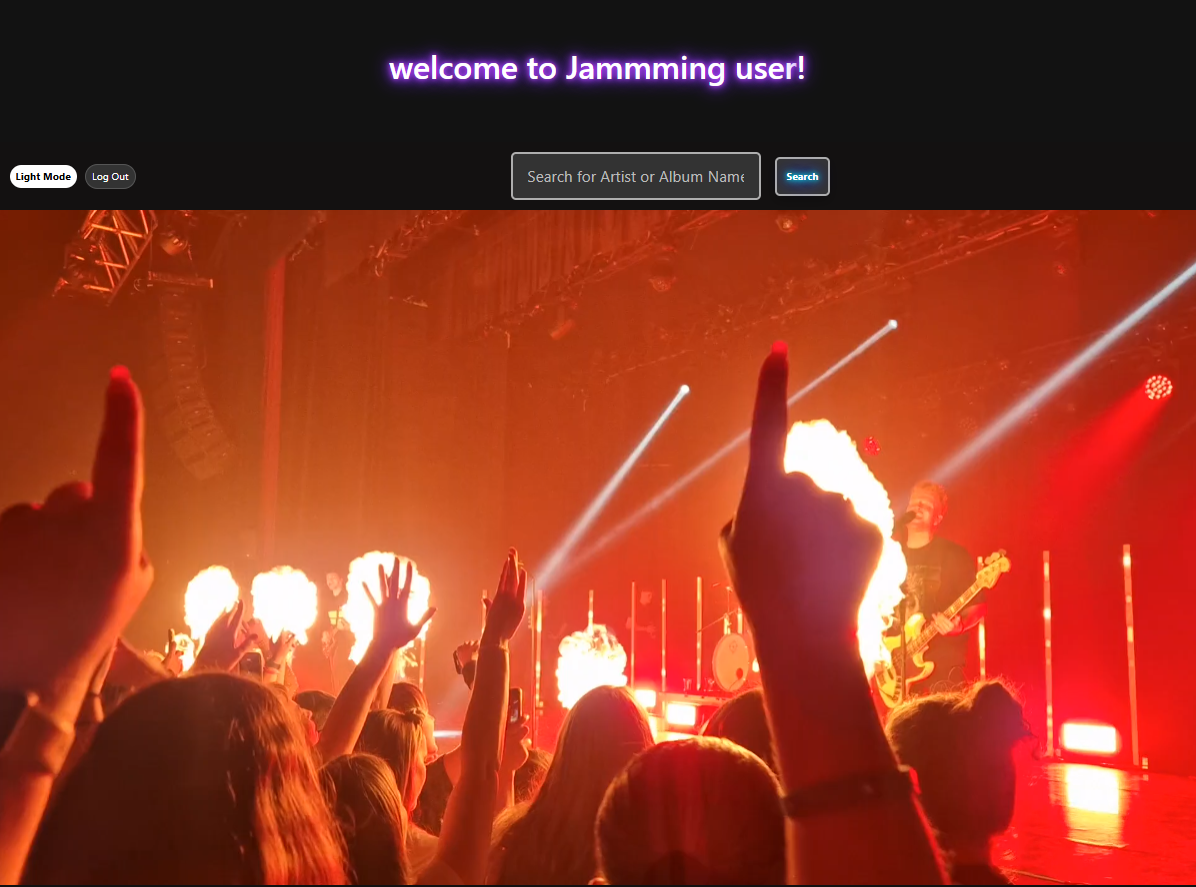 welcome to Jammming user!
Light Mode
Log Out
Search for Artist or Album Name
Search